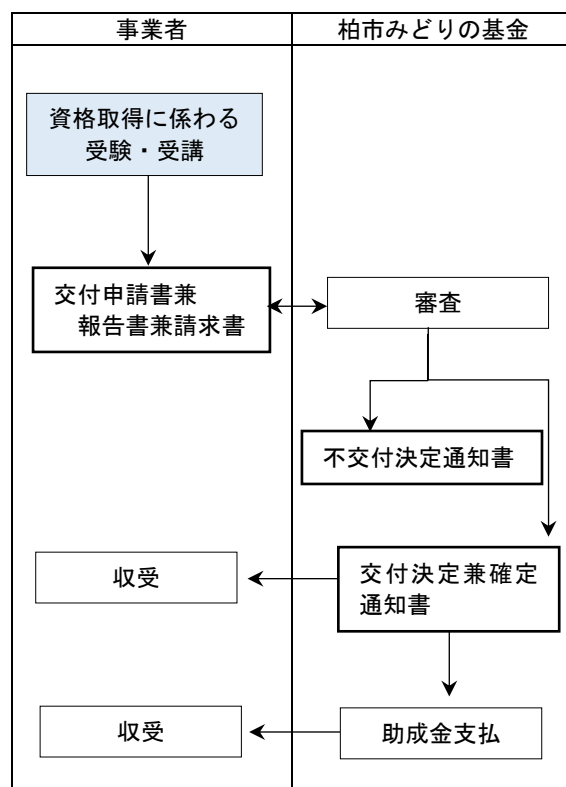 事業者
柏市みどりの基金
資格取得に係わる
受験・受講
交付申請書兼
報告書兼請求書
審査
不交付決定通知書
収受
交付決定兼確定
通知書
収受
助成金支払